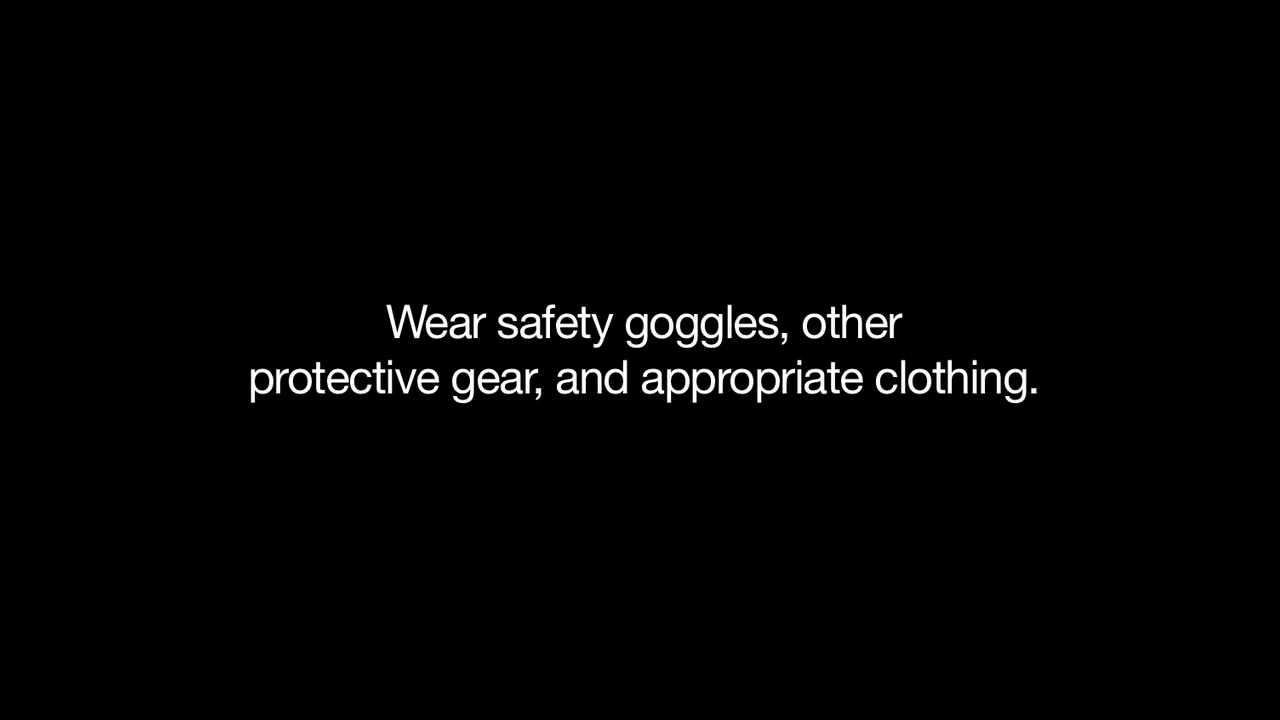 Wear safety goggles, other
protective gear, and appropriate clothing.